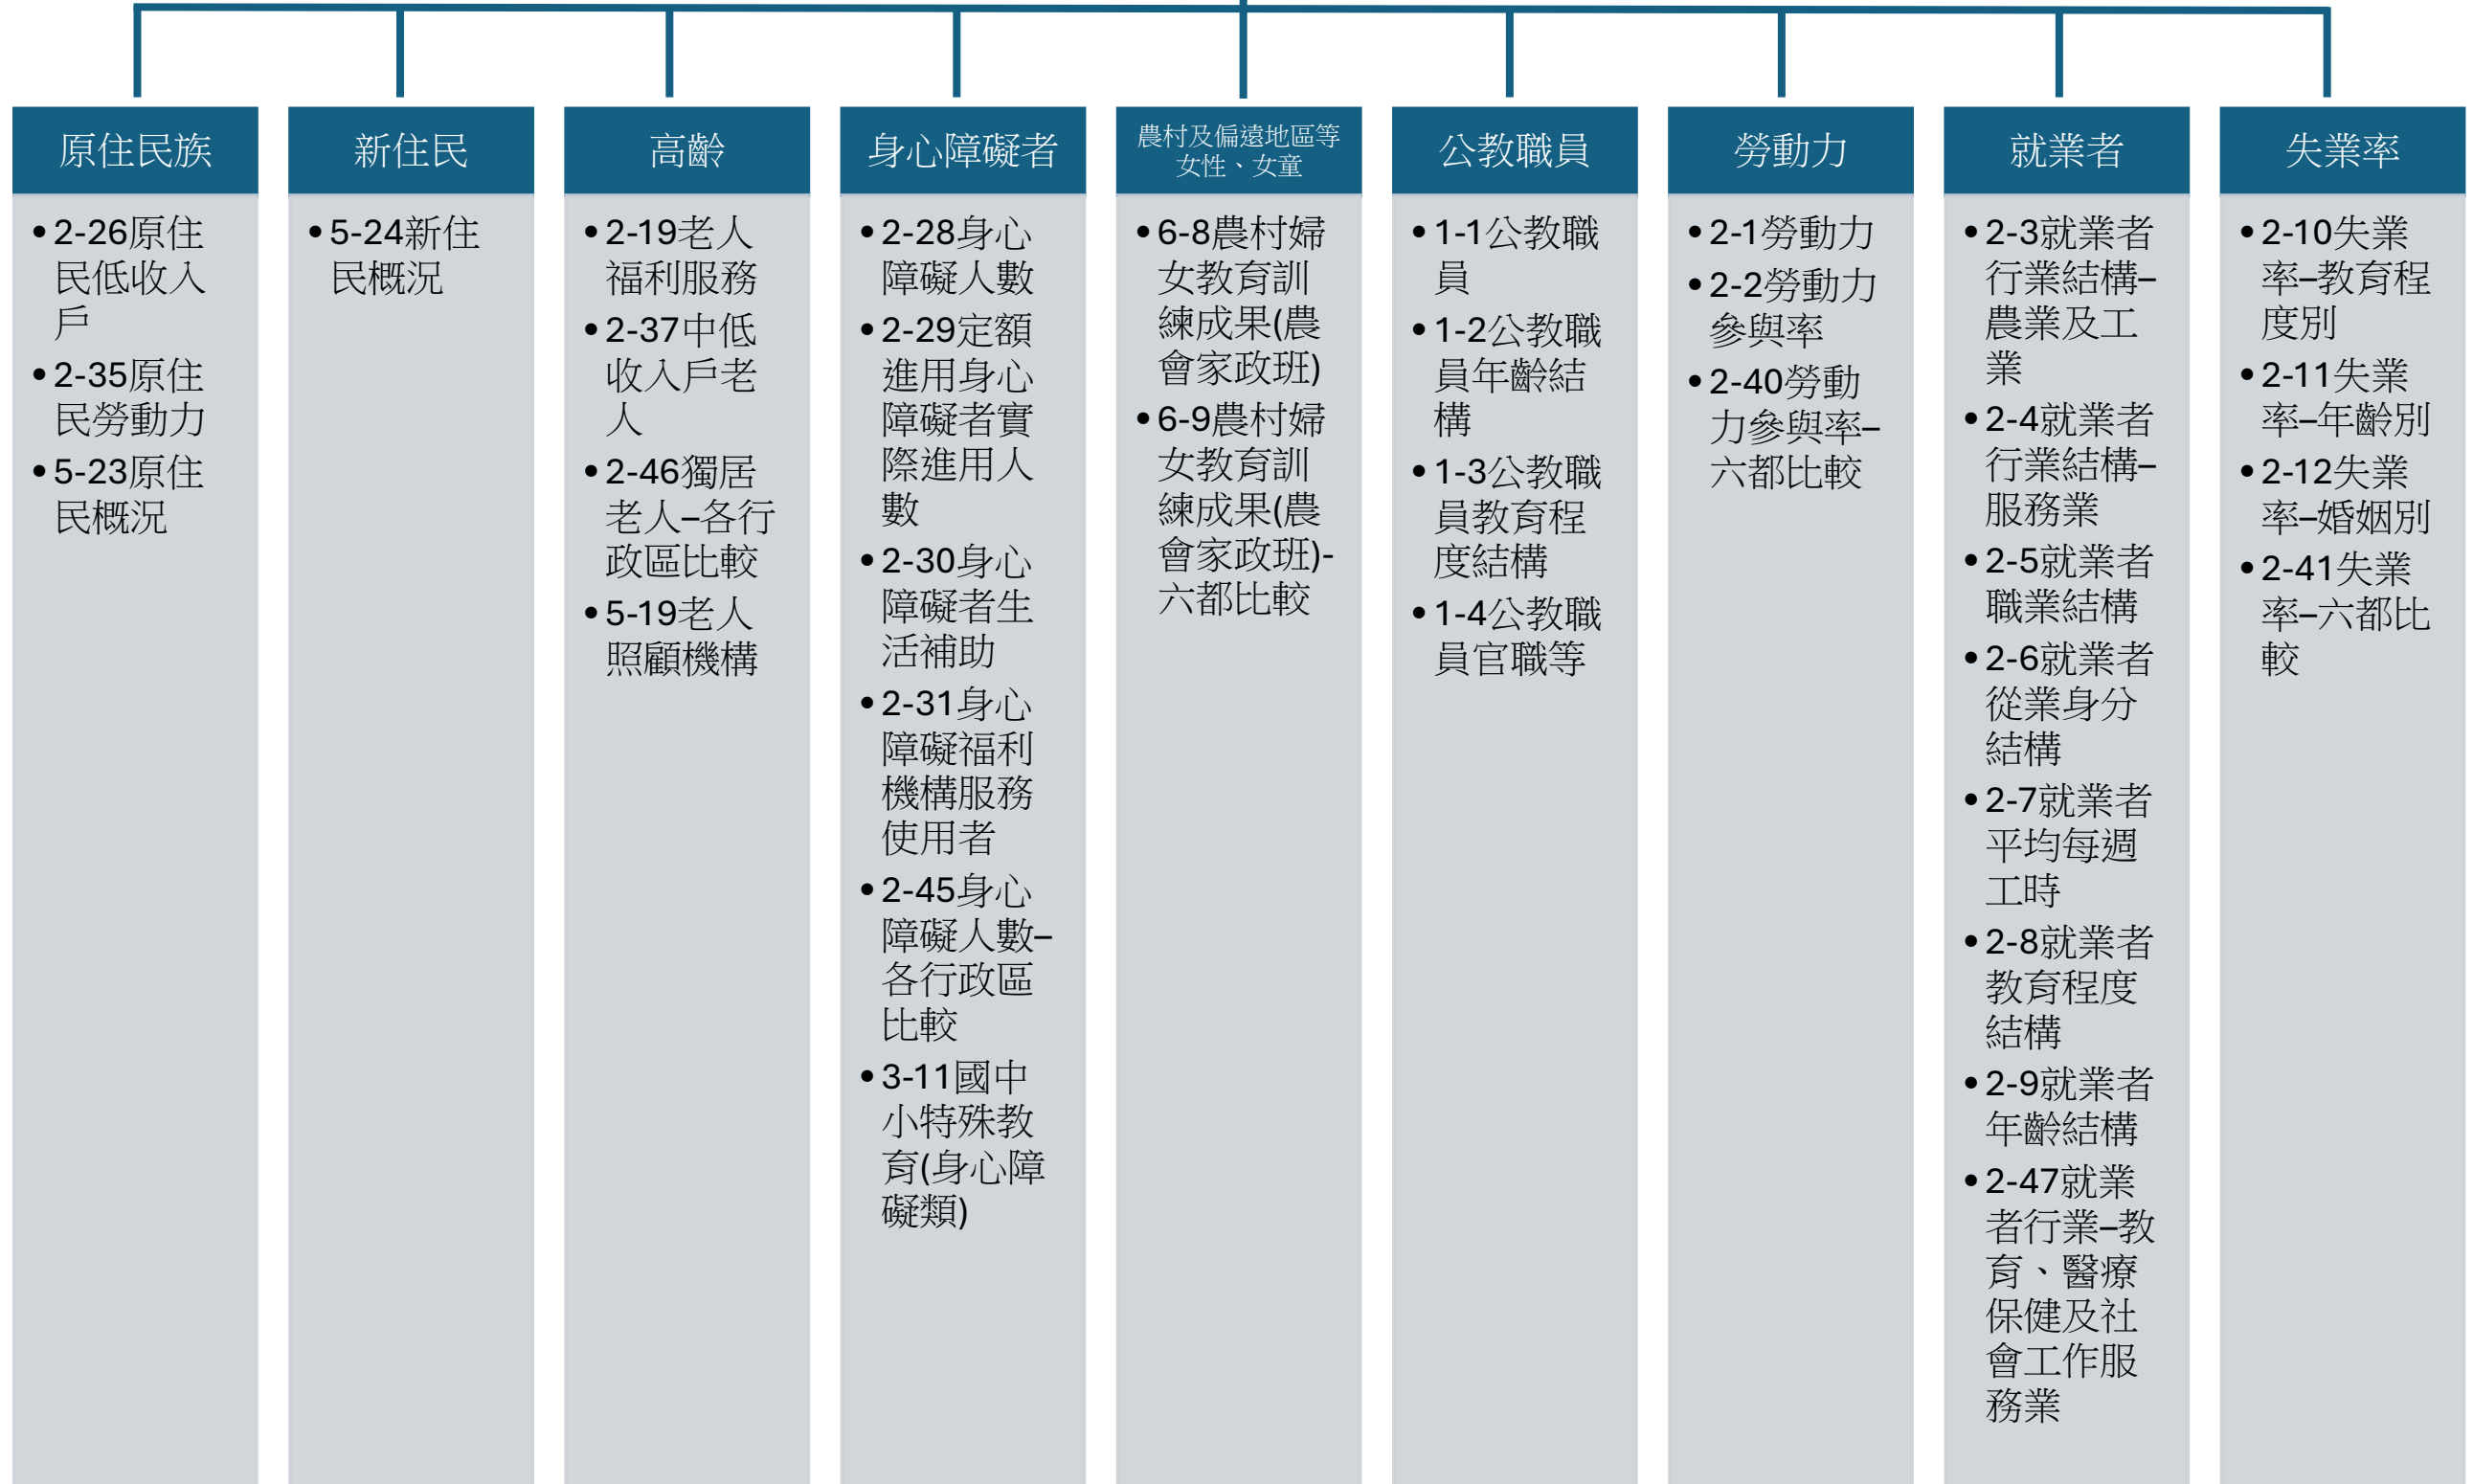 原住民族
•2-26原住
民低收入
戶
•2-35原住
民勞動力
•5-23原住
民概況
新住民
•5-24新住
民概況
高齡
•2-19老人
福利服務
•2-37中低
收入戶老
人
•2-46獨居
老人–各行
政區比較
•5-19老人
照顧機構
身心障礙者
•2-28身心
障礙人數
•2-29定額
進用身心
障礙者實
際進用人
數
•2-30身心
障礙者生
活補助
•2-31身心
障礙福利
機構服務
使用者
•2-45身心
障礙人數–
各行政區
比較
•3-11國中
小特殊教
育(身心障
礙類)
農村及偏遠地區等
女性、女童
•6-8農村婦
女教育訓
練成果(農
會家政班)
•6-9農村婦
女教育訓
練成果(農
會家政班)-
六都比較
公教職員
•1-1公教職
員
•1-2公教職
員年齡結
構
•1-3公教職
員教育程
度結構
•1-4公教職
員官職等
勞動力
•2-1勞動力
•2-2勞動力
參與率
•2-40勞動
力參與率–
六都比較
就業者
•2-3就業者
行業結構–
農業及工
業
•2-4就業者
行業結構–
服務業
•2-5就業者
職業結構
•2-6就業者
從業身分
結構
•2-7就業者
平均每週
工時
•2-8就業者
教育程度
結構
•2-9就業者
年齡結構
•2-47就業
者行業–教
育、醫療
保健及社
會工作服
務業
失業率
•2-10失業
率–教育程
度別
•2-11失業
率–年齡別
•2-12失業
率–婚姻別
•2-41失業
率–六都比
較